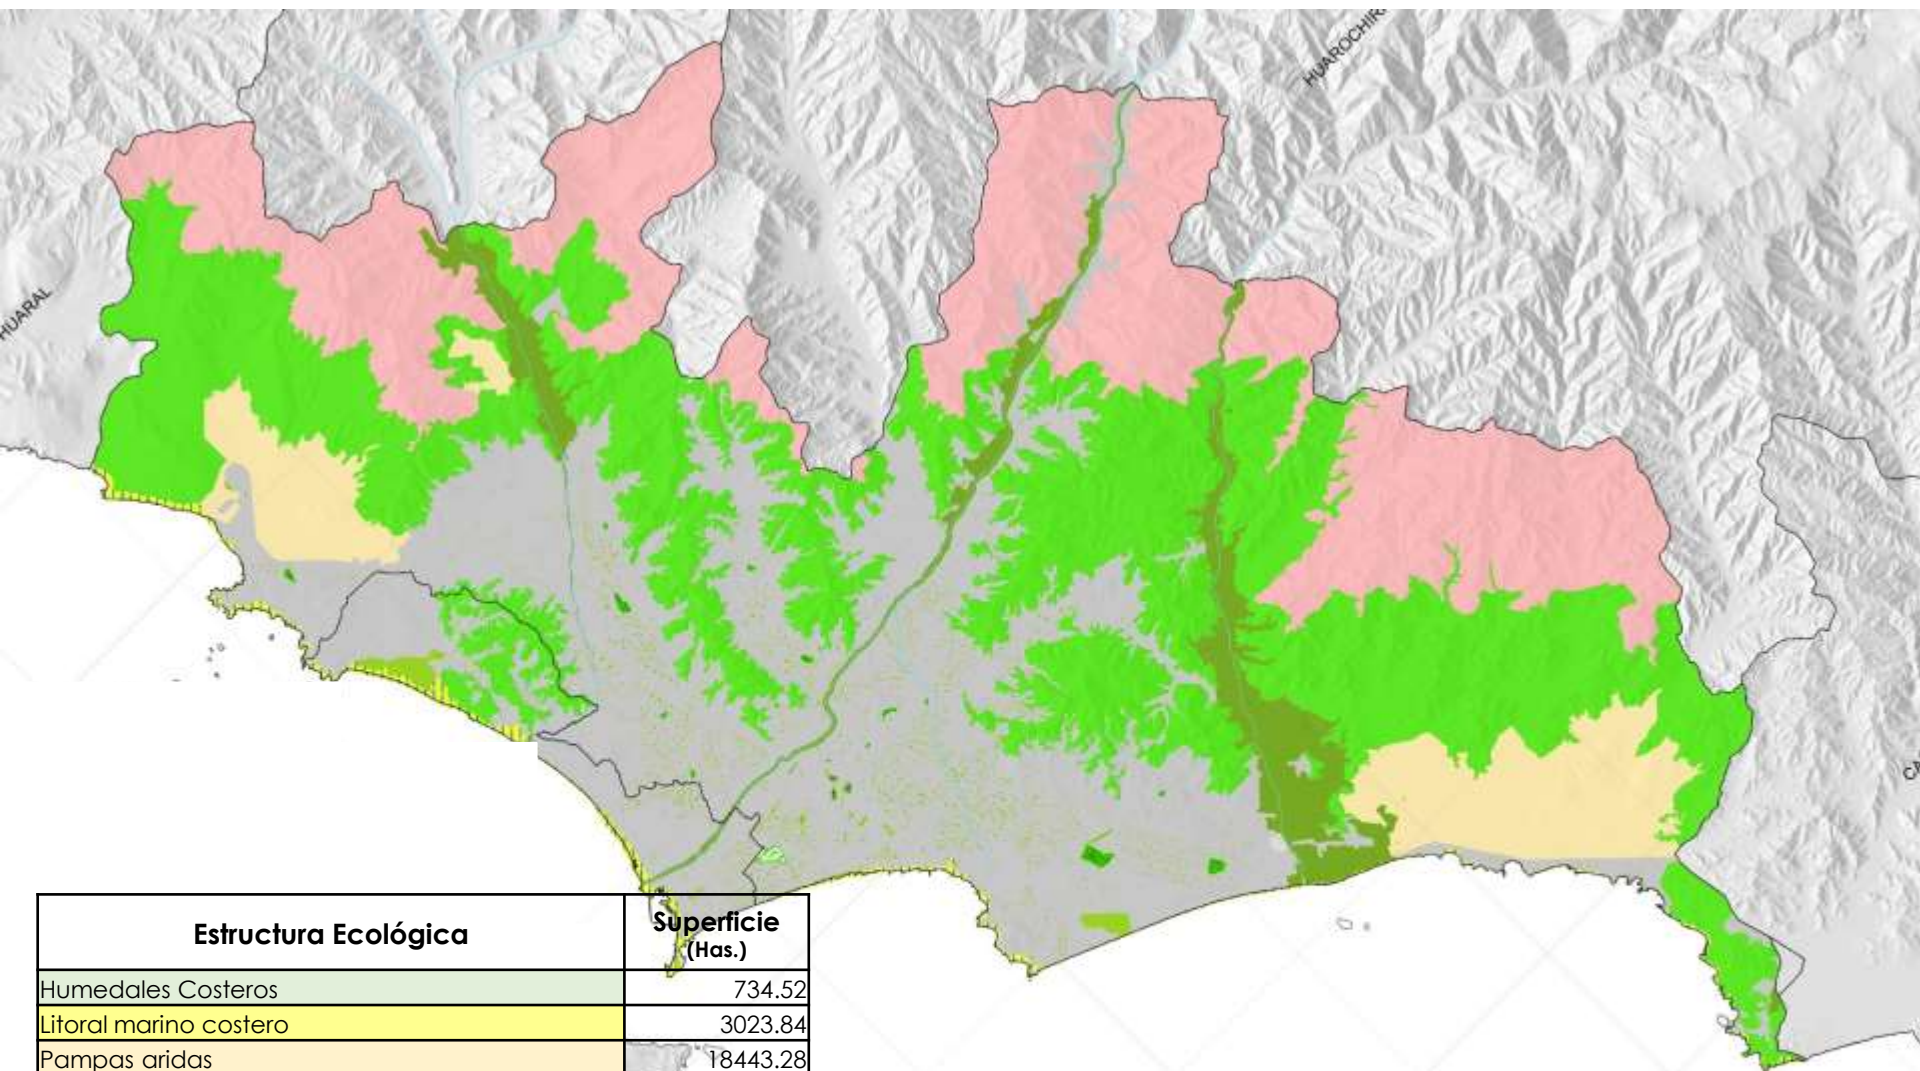 HUAROCHIRÍ
HUARAL
CA
Estructura Ecológica
Superficie
(Has.)
Humedales Costeros
734.52
Litoral marino costero
3023.84
Pampas aridas
18443.28